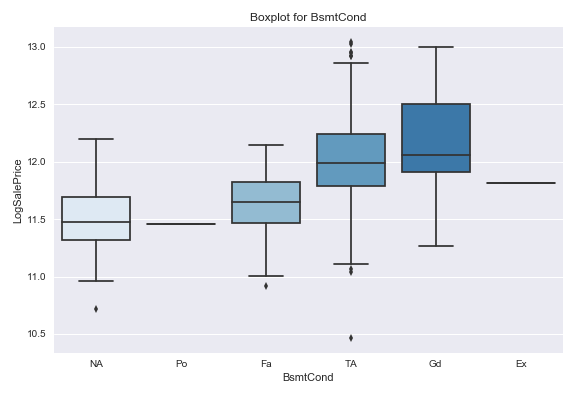 Boxplot for BsmtCond
13.0
12.5
12.0
11.5
11.0
10.5
LogSalePrice
NA Po Fa TA Gd Ex
BsmtCond